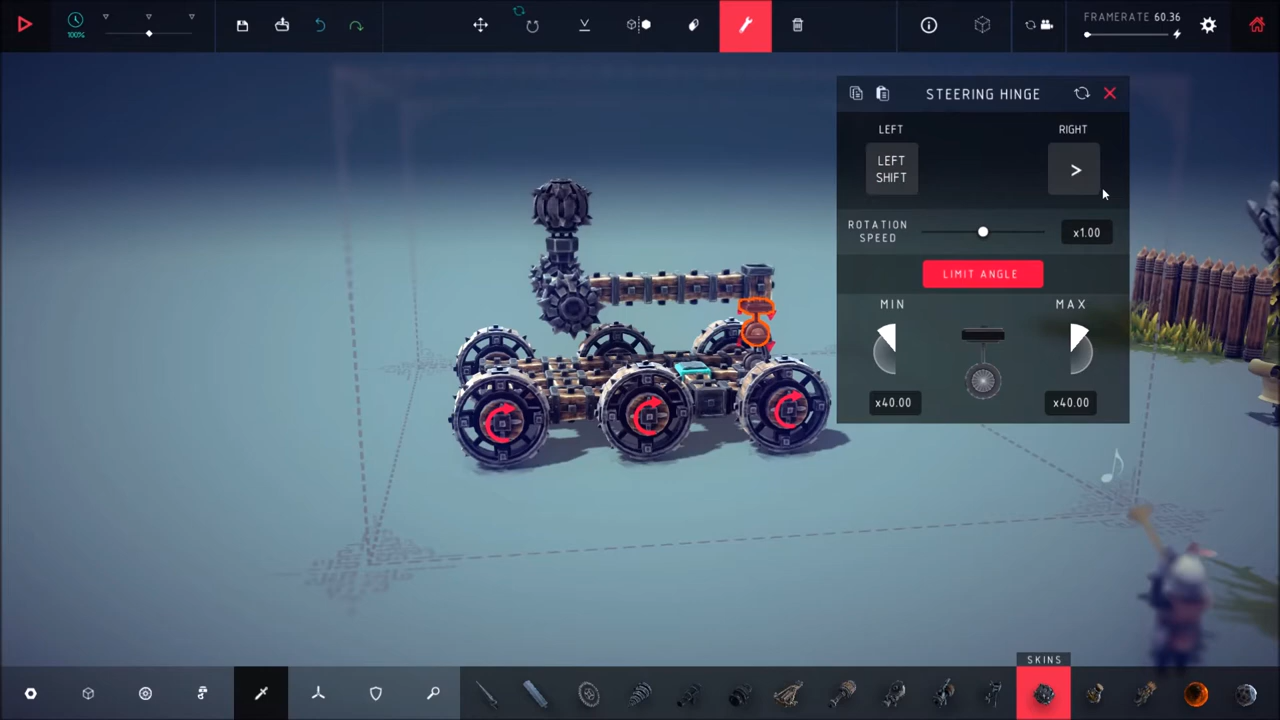 100%
FRAMERATE 60.36
STEERING HINGE
LEFT
RIGHT
LEFT
SHIFT
>
ROTATION
SPEED
x1.00
LIMIT ANGLE
MIN
MAX
x40.00
x40.00
SKINS